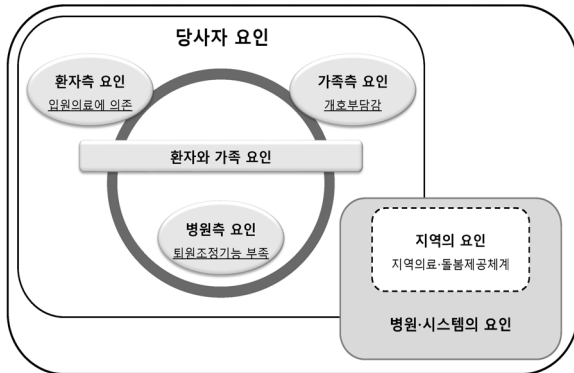 당사자 요인
환자측 요인
입원의료에 의존
가족측 요인
개호부담감
환자와 가족 요인
병원측 요인
퇴원조정기능 부족
지역의 요인
지역의료·돌봄제공체계
병원·시스템의 요인